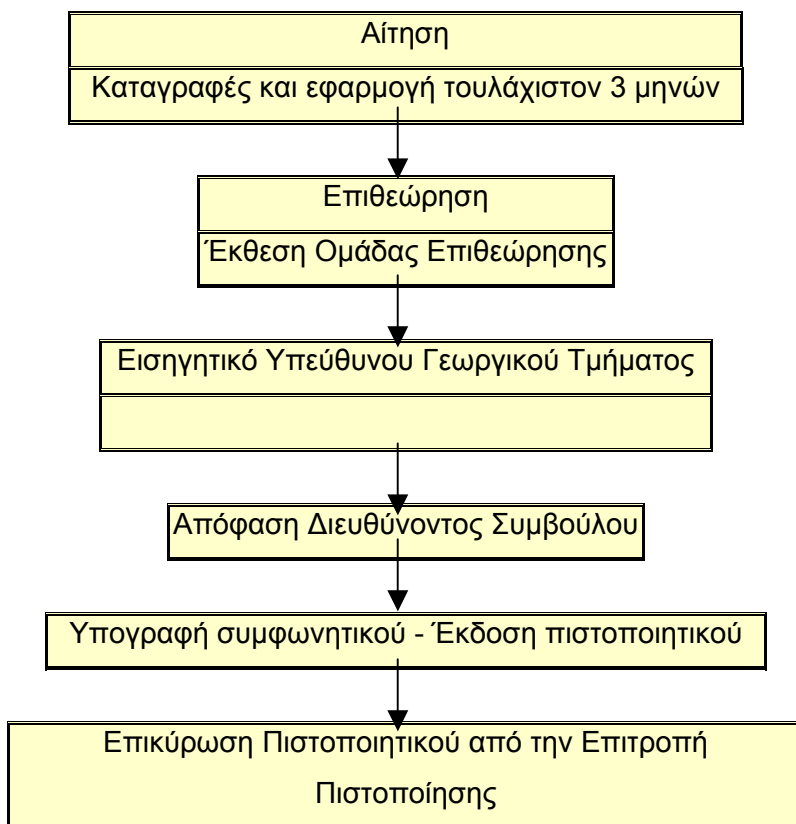 Αίτηση
Καταγραφές και εφαρμογή τουλάχιστον 3 μηνών
Επιθεώρηση
Έκθεση Ομάδας Επιθεώρησης
Εισηγητικό Υπεύθυνου Γεωργικού Τμήματος
Απόφαση Διευθύνοντος Συμβούλου
Υπογραφή συμφωνητικού - Έκδοση πιστοποιητικού
Επικύρωση Πιστοποιητικού από την Επιτροπή
Πιστοποίησης